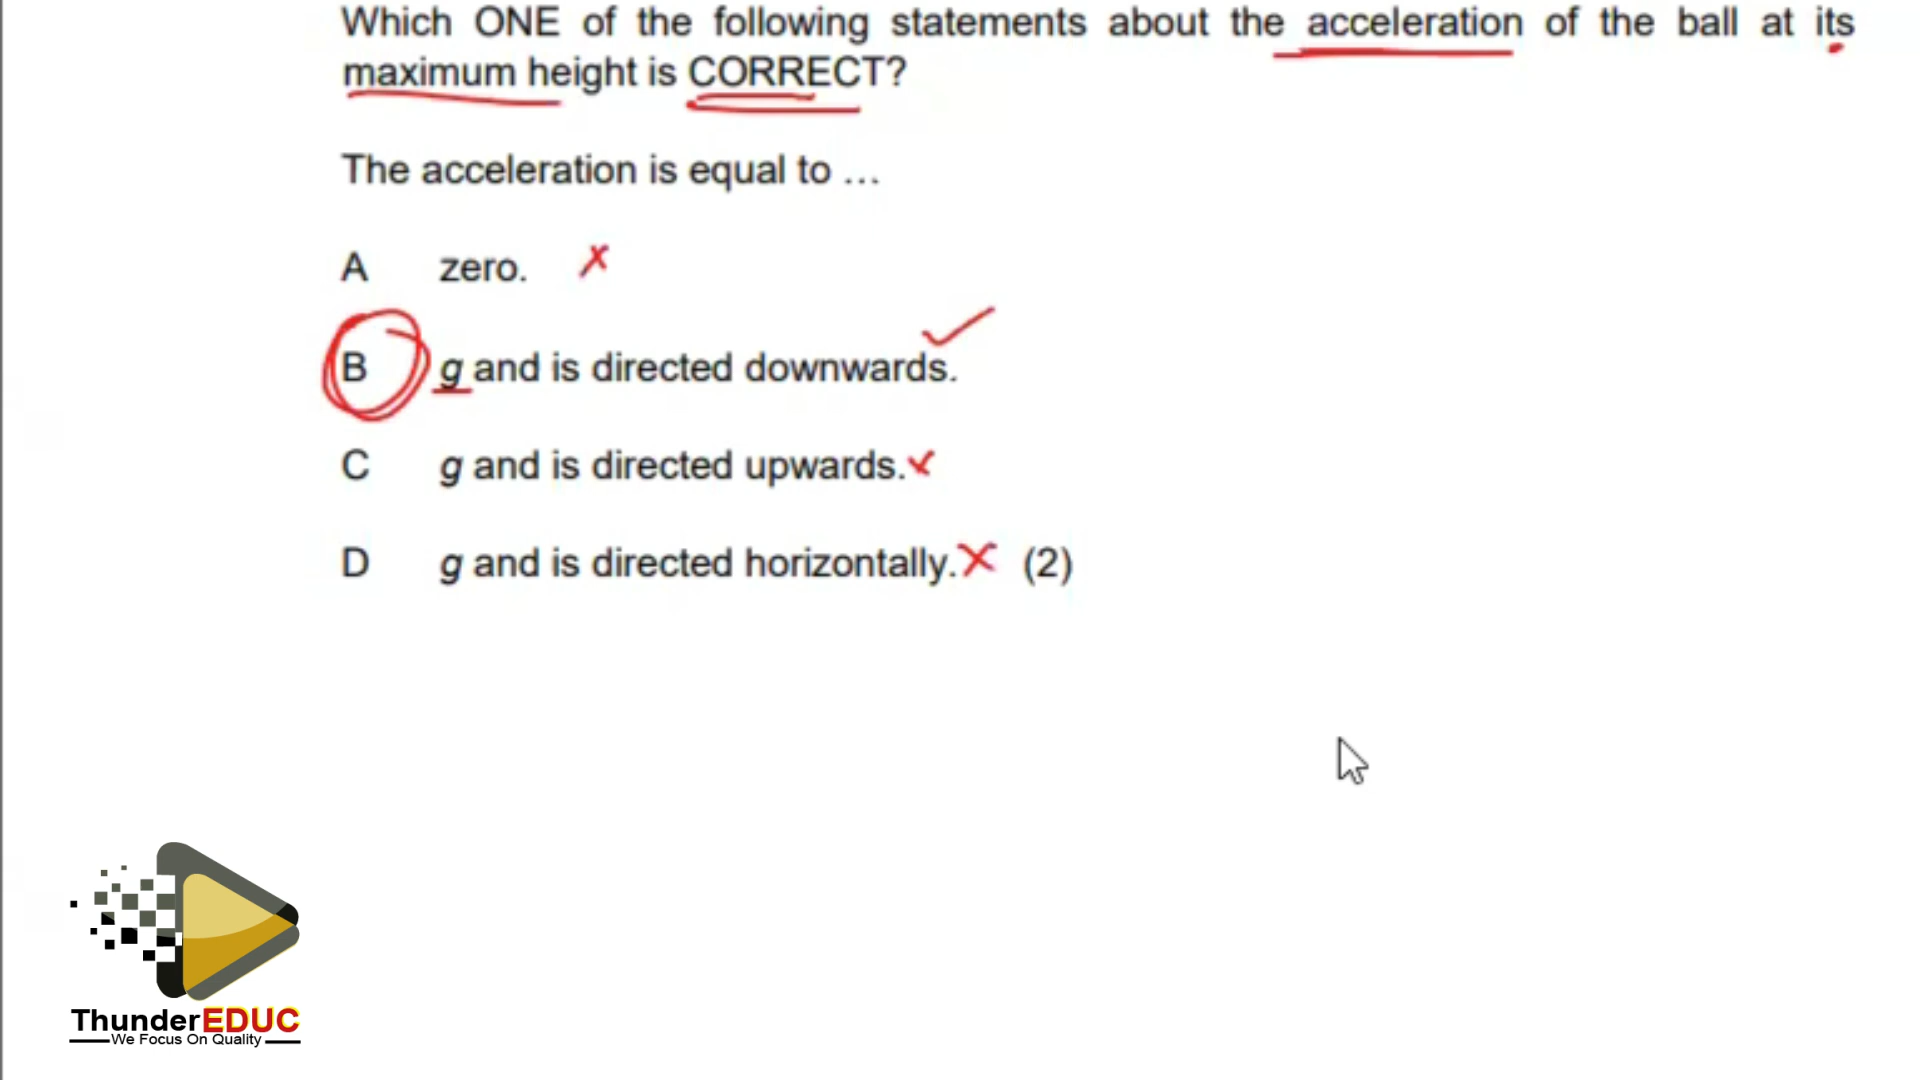 Which ONE of the following statements about the acceleration of the ball at its
maximum height is CORRECT?
The acceleration is equal to ...
A zero.
B g and is directed downwards.
C g and is directed upwards.
D g and is directed horizontally. (2)
ThunderEDUC
We Focus On Quality